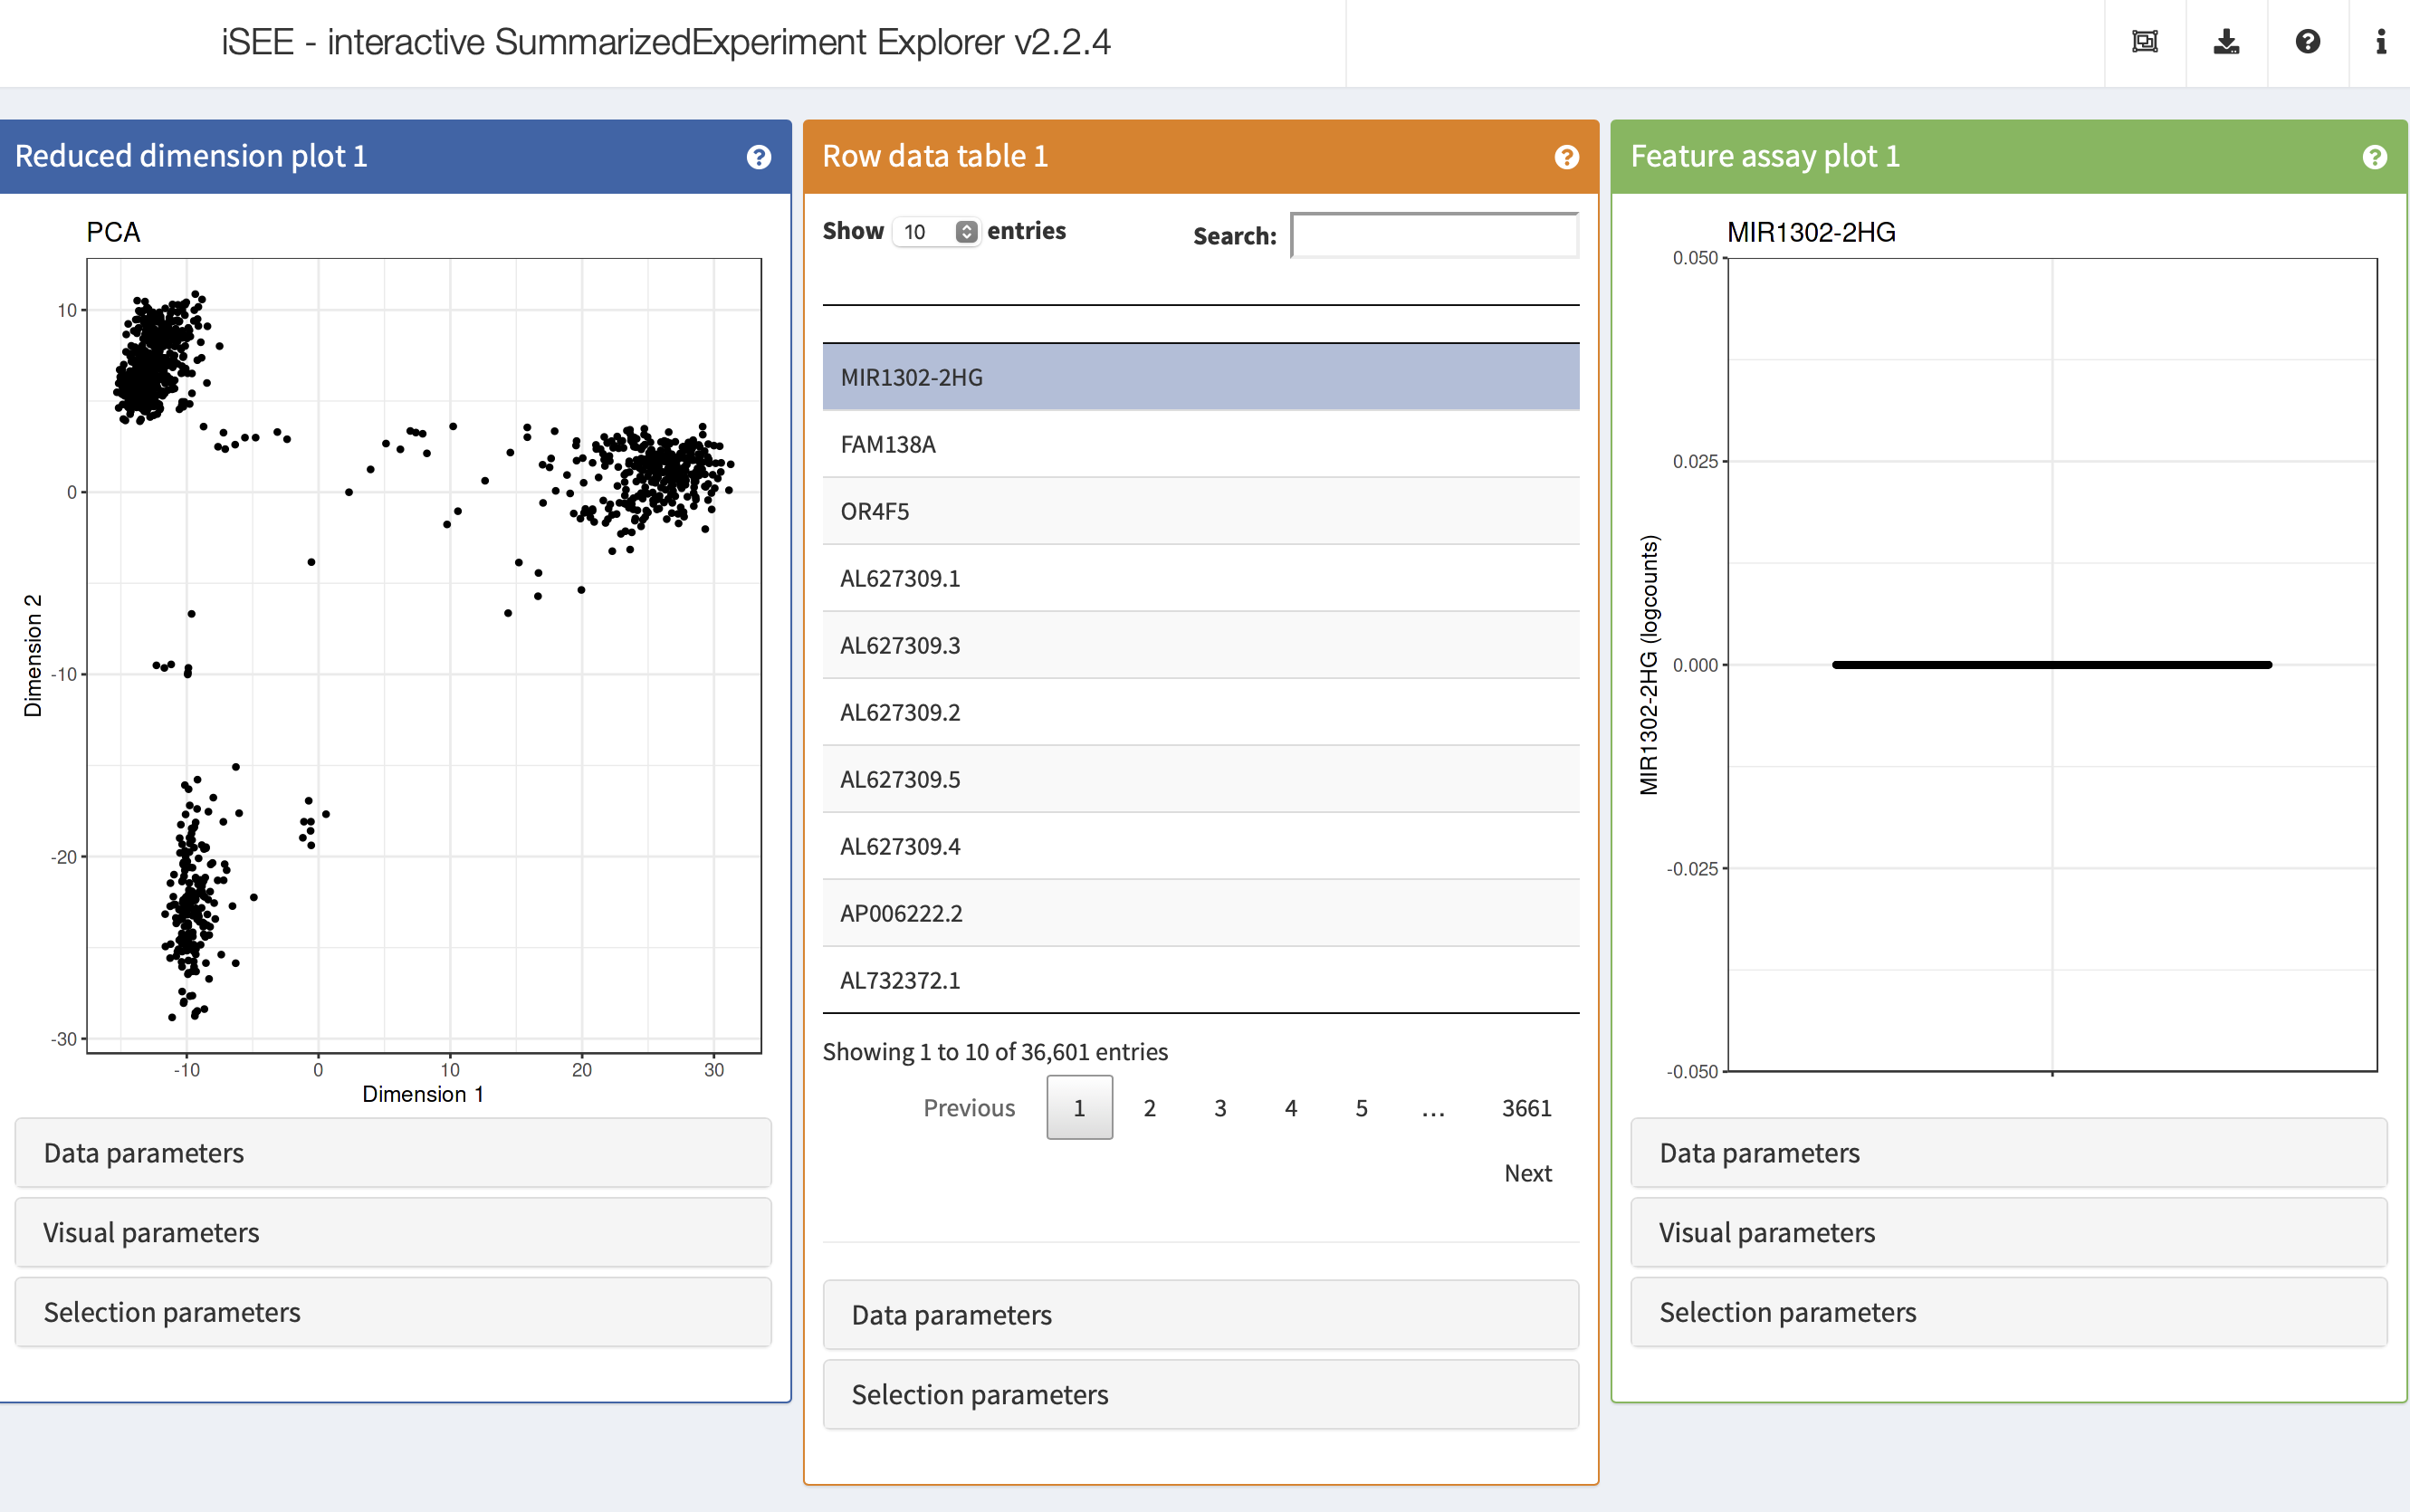 iSEE - interactive SummarizedExperiment Explorer v2.2.4
Reduced dimension plot 1
PCA
10
0
-10
-20
-30
Dimension 2
-10 0 10 20 30
Dimension 1
Data parameters
Visual parameters
Selection parameters
Row data table 1
Show 10 entries
Search:
MIR1302-2HG
FAM138A
OR4F5
AL627309.1
AL627309.3
AL627309.2
AL627309.5
AL627309.4
AP006222.2
AL732372.1
Showing 1 to 10 of 36,601 entries
Previous 1 2 3 4 5 ... 3661
Next
Data parameters
Selection parameters
Feature assay plot 1
MIR1302-2HG
0.050
0.025
0.000
-0.025
-0.050
MIR1302-2HG (logcounts)
Data parameters
Visual parameters
Selection parameters